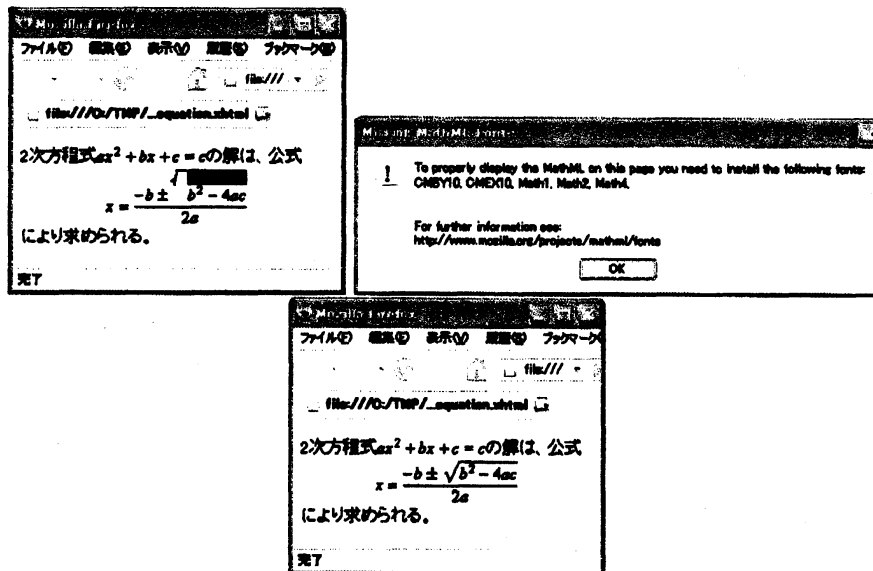 Mozilla Firefox
ファイル(F) 編集(E) 表示(V) 履歴(S) ブックマーク(B)
file:///
file:///C:/TMP/...equation.xhtml
2次方程式ax² + bx + c = cの解は、公式
x = (-b ± √(b² - 4ac)) / 2a
により求められる。
完了
Missing MathML Fonts
To properly display the MathML on this page you need to install the following fonts:
CMSY10, CMEX10, Math1, Math2, Math4.
For further information see:
http://www.mozilla.org/projects/mathml/fonts
OK
Mozilla Firefox
ファイル(F) 編集(E) 表示(V) 履歴(S) ブックマーク
file:///
file:///C:/TMP/...equation.xhtml
2次方程式ax² + bx + c = cの解は、公式
x = (-b ± √(b² - 4ac)) / 2a
により求められる。
完了